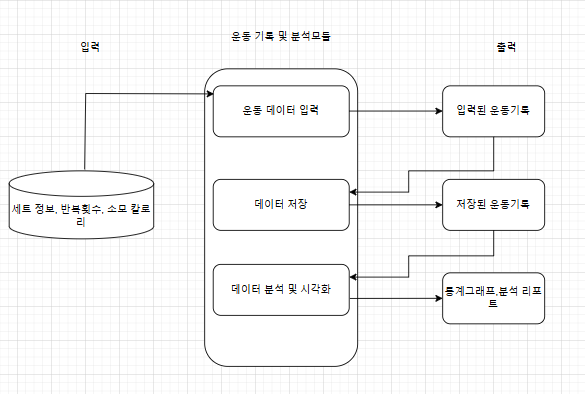 입력
운동 기록 및 분석모듈
출력
운동 데이터 입력
입력된 운동기록
세트 정보, 반복횟수, 소모 칼로
리
데이터 저장
저장된 운동기록
데이터 분석 및 시각화
통계그래프,분석 리포
트